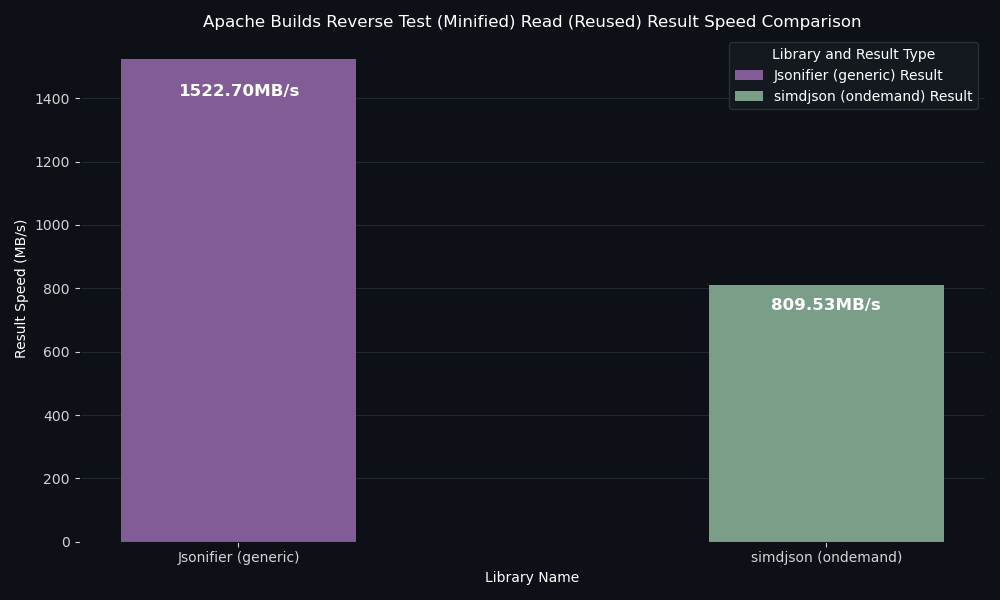 Apache Builds Reverse Test (Minified) Read (Reused) Result Speed Comparison
Library and Result Type
Jsonifier (generic) Result
simdjson (ondemand) Result
1522.70MB/s
809.53MB/s
Result Speed (MB/s)
1400
1200
1000
800
600
400
200
0
Jsonifier (generic)
simdjson (ondemand)
Library Name